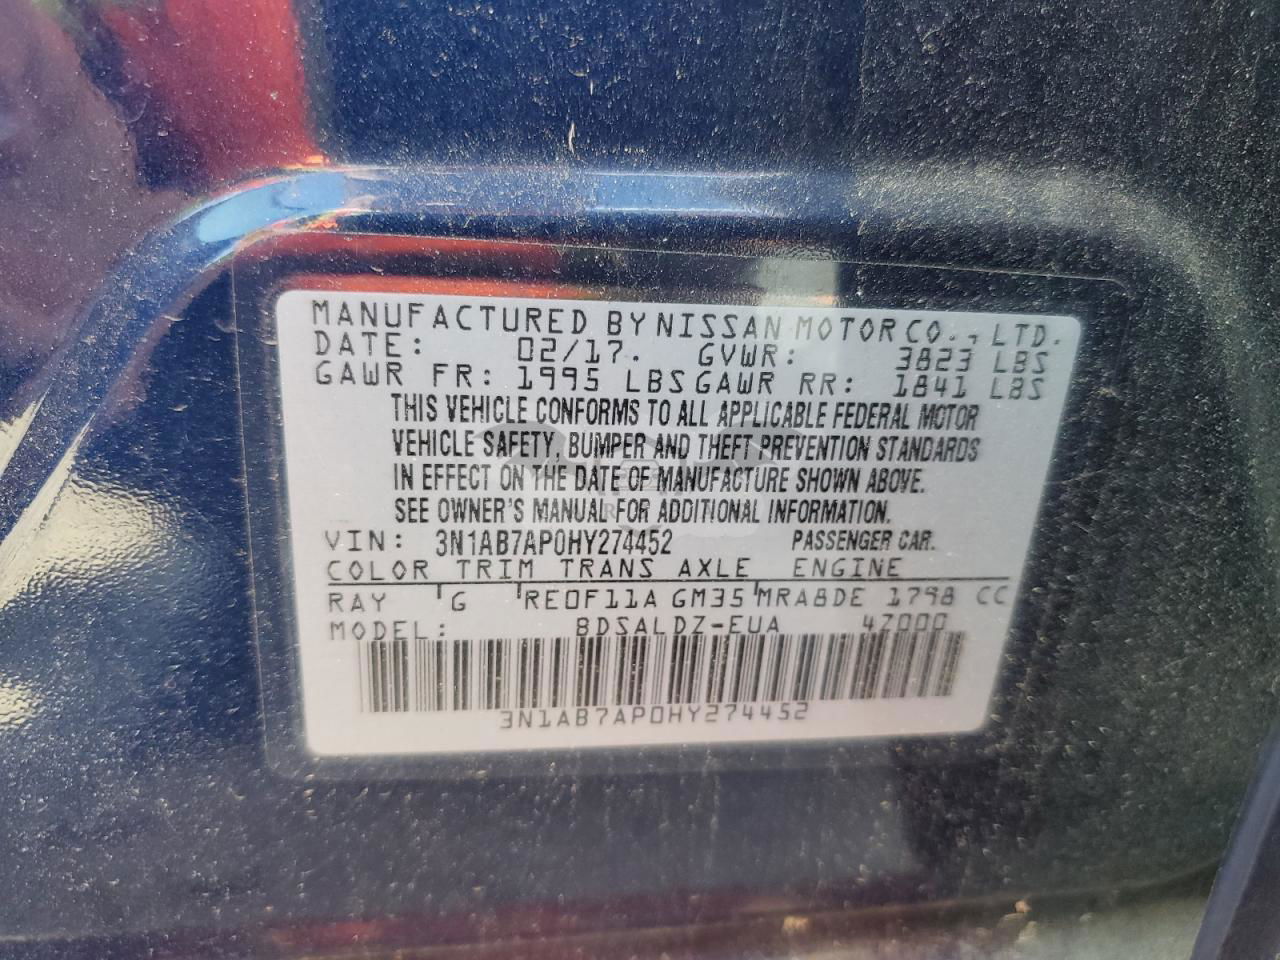 MANUFACTURED BY NISSAN MOTOR CO., LTD.
DATE: 02/17. GVWR: 3823 LBS
GAWR FR: 1995 LBS GAWR RR: 1841 LBS
THIS VEHICLE CONFORMS TO ALL APPLICABLE FEDERAL MOTOR
VEHICLE SAFETY, BUMPER AND THEFT PREVENTION STANDARDS
IN EFFECT ON THE DATE OF MANUFACTURE SHOWN ABOVE.
SEE OWNER'S MANUAL FOR ADDITIONAL INFORMATION.
VIN: 3N1AB7AP0HY274452 PASSENGER CAR.
COLOR TRIM TRANS AXLE ENGINE
RAY G RE0F11A GM35 MRA8DE 1798 CC
MODEL: BDSALDZ-EUA 47000
3N1AB7AP0HY274452